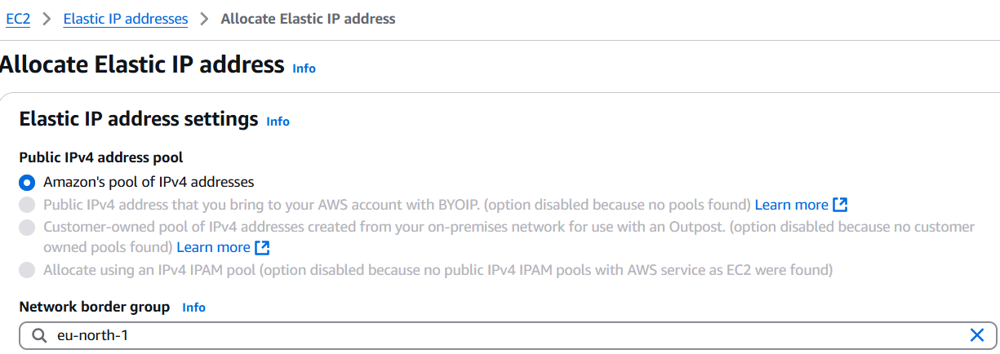 EC2 > Elastic IP addresses > Allocate Elastic IP address
Allocate Elastic IP address Info
Elastic IP address settings Info
Public IPv4 address pool
Amazon's pool of IPv4 addresses
Public IPv4 address that you bring to your AWS account with BYOIP. (option disabled because no pools found) Learn more
Customer-owned pool of IPv4 addresses created from your on-premises network for use with an Outpost. (option disabled because no customer
owned pools found) Learn more
Allocate using an IPv4 IPAM pool (option disabled because no public IPv4 IPAM pools with AWS service as EC2 were found)
Network border group Info
eu-north-1